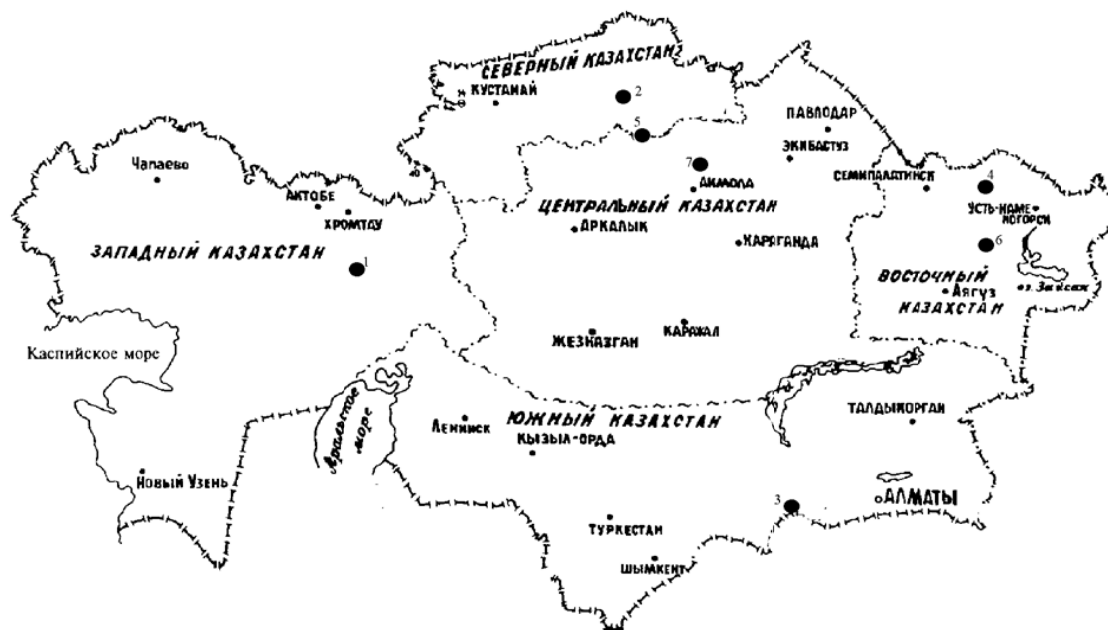 СЕВЕРНЫЙ КАЗАХСТАН
КУСТАНАЙ
2
5
ПАВЛОДАР
ЭКИБАСТУЗ
7
АКМОЛА
Чапаево
АКТОБЕ
ХРОМТАУ
СЕМИПАЛАТИНСК
4
УСТЬ-КАМЕ
НОГОРСК
ЦЕНТРАЛЬНЫЙ КАЗАХСТАН
АРКАЛЫК
КАРАГАНДА
ЗАПАДНЫЙ КАЗАХСТАН
1
6
ВОСТОЧНЫЙ
КАЗАХСТАН
АЯГУЗ
оз. Зайсан
Каспийское море
ЖЕЗКАЗГАН
КАРАЖАЛ
Аральское
море
ЮЖНЫЙ КАЗАХСТАН
Ленинск
КЫЗЫЛ-ОРДА
ТАЛДЫКОРГАН
Новый Узень
3
АЛМАТЫ
ТУРКЕСТАН
ШЫМКЕНТ